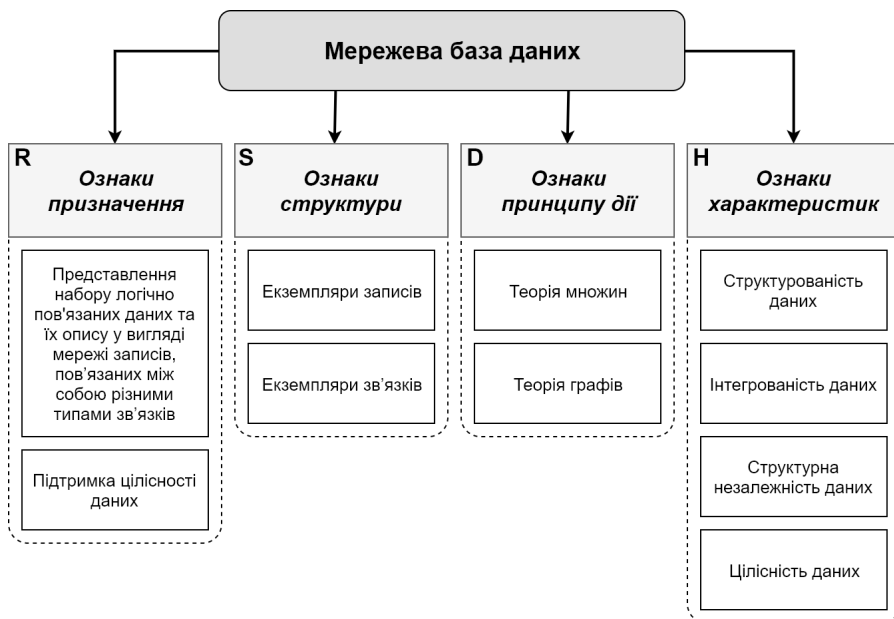 Мережева база даних
R
Ознаки
призначення
Представлення
набору логічно
пов'язаних даних та
їх опису у вигляді
мережі записів,
пов’язаних між
собою різними
типами зв’язків
Підтримка цілісності
даних
S
Ознаки
структури
Екземпляри записів
Екземпляри зв’язків
D
Ознаки
принципу дії
Теорія множин
Теорія графів
H
Ознаки
характеристик
Структурованість
даних
Інтегрованість даних
Структурна
незалежність даних
Цілісність даних